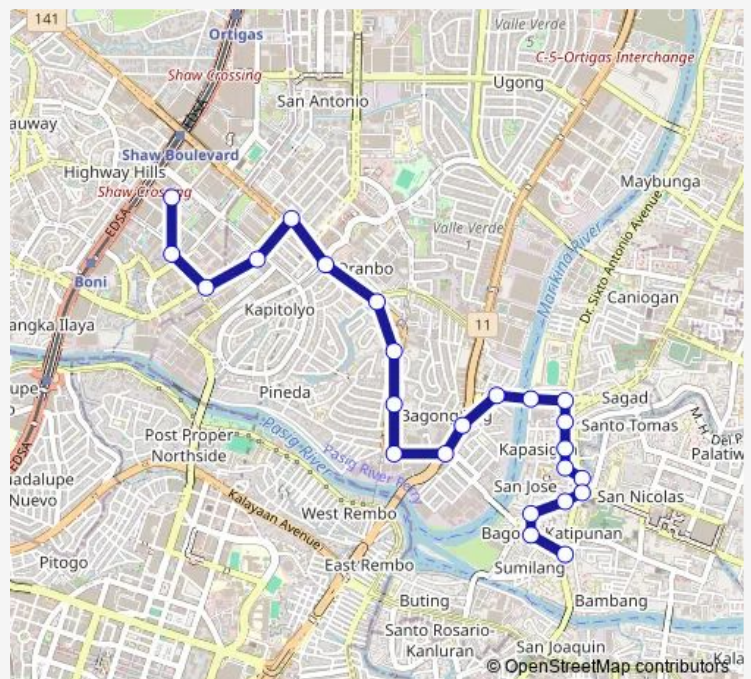 141
Ortigas
Valle Verde
5
C-5–Ortigas Interchange
Shaw Crossing
San Antonio
Ugong
EDSA
auway
Shaw Boulevard
Highway Hills
Shaw Crossing
Maybunga
EDSA
Valle Verde
1
Marikina River
Dr. Sixto Antonio Avenue
Boni
Oranbo
Caniogan
Kapitolyo
angka Ilaya
11
Pineda
Sagad
Santo Tomas
Post Proper
Northside
Pasig River
Pasig River Ferry
Kapasigan
M. H. Del P
Palatiw
EDSA
adalupe
Nuevo
San Jose
San Nicolas
Kalayaan Avenue
West Rembo
Katipunan
Pitogo
East Rembo
Sumilang
Buting
Bambang
Santo Rosario-
Kanluran
San Joaquin
Kala
© OpenStreetMap contributors